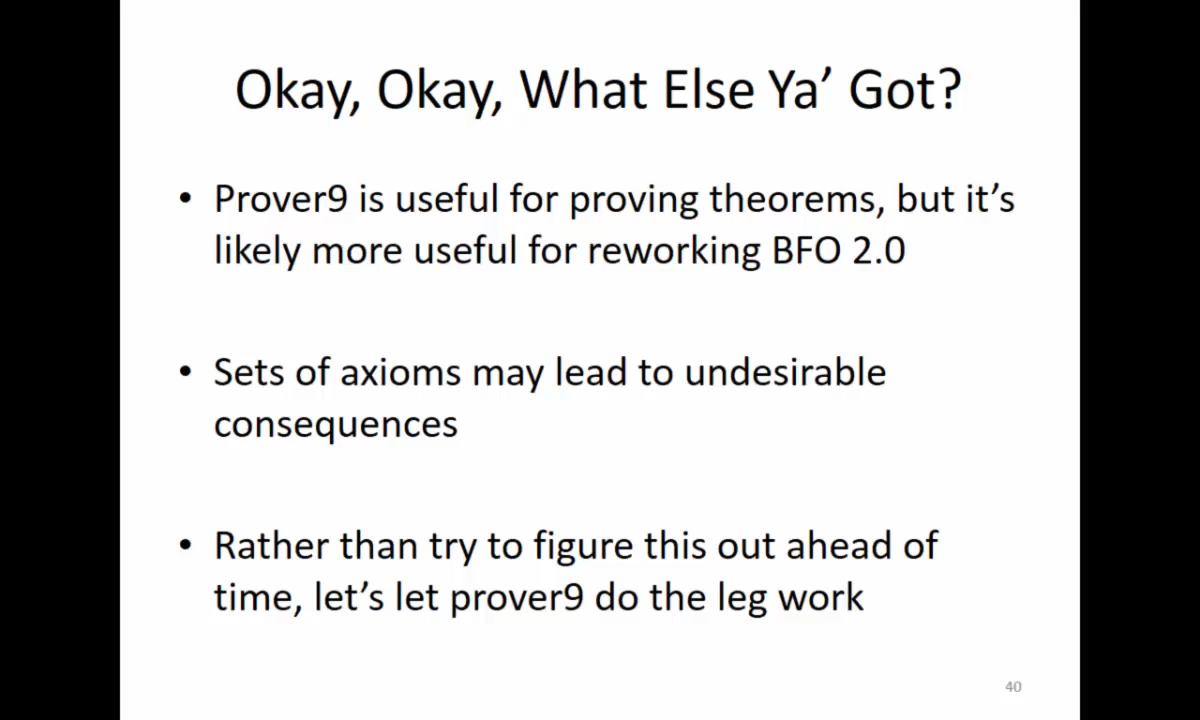 Okay, Okay, What Else Ya’ Got?
• Prover9 is useful for proving theorems, but it’s
likely more useful for reworking BFO 2.0
• Sets of axioms may lead to undesirable
consequences
• Rather than try to figure this out ahead of
time, let’s let prover9 do the leg work
40